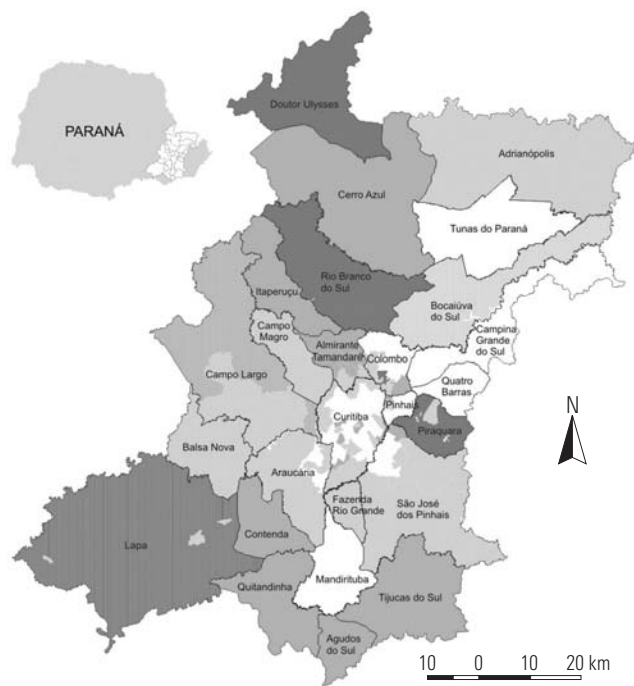 PARANÁ
Doutor Ulysses
Adrianópolis
Cerro Azul
Tunas do Paraná
Rio Branco
do Sul
Itaperuçu
Bocaiúva
do Sul
Campo
Magro
Campina
Grande
do Sul
Almirante
Tamandaré
Colombo
Campo Largo
Quatro
Barras
Pinhais
Curitiba
Piraquara
N
Balsa Nova
Araucária
Fazenda
Rio Grande
São José
dos Pinhais
Lapa
Contenda
Mandirituba
Quitandinha
Tijucas do Sul
Agudos
do Sul
10 0 10 20 km